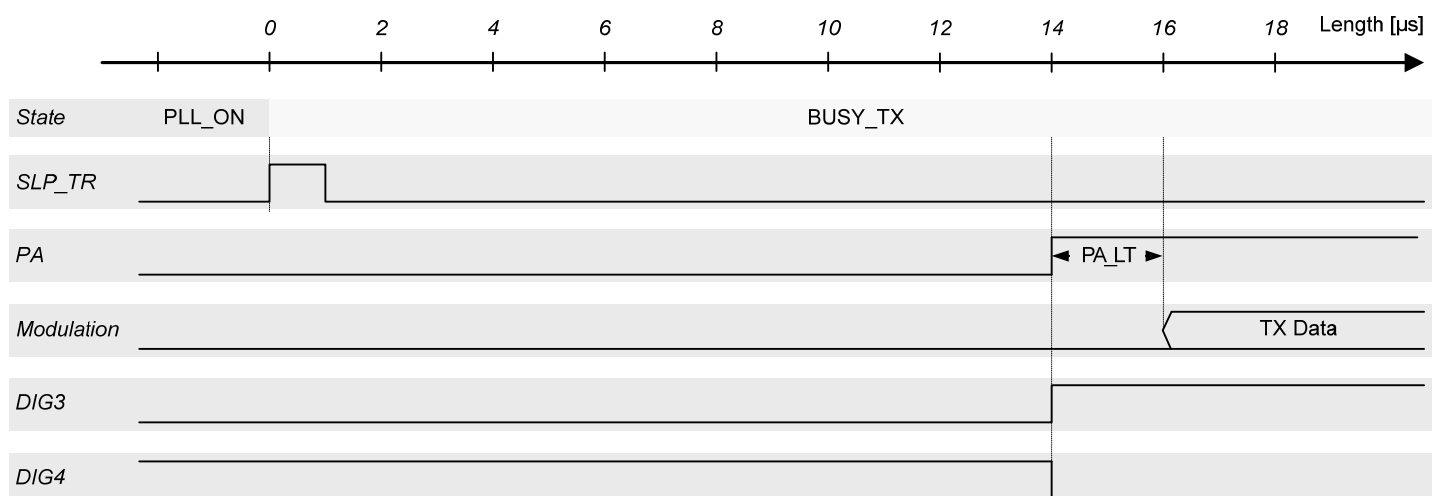 0 2 4 6 8 10 12 14 16 18 Length [µs]
State PLL_ON BUSY_TX
SLP_TR
PA PA_LT
Modulation TX Data
DIG3
DIG4